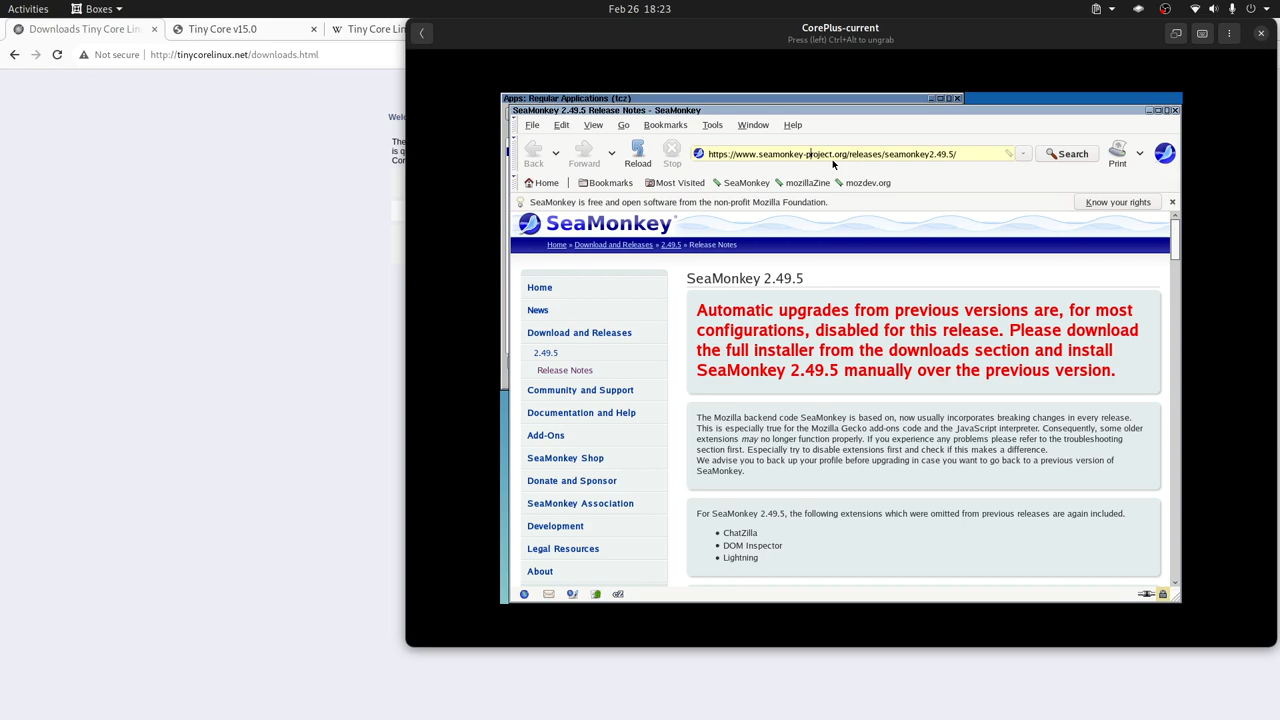 Activities Boxes Feb 26 18:23
Downloads Tiny Core Lin Tiny Core v15.0 W Tiny Core Lin
Not secure http://tinycorelinux.net/downloads.html
CorePlus-current
Press (left) Ctrl+Alt to ungrab
Apps: Regular Applications (tcz)
SeaMonkey 2.49.5 Release Notes - SeaMonkey
File Edit View Go Bookmarks Tools Window Help
Back Forward Reload Stop https://www.seamonkey-project.org/releases/seamonkey2.49.5/ Search Print
Home Bookmarks Most Visited SeaMonkey mozillaZine mozdev.org
SeaMonkey is free and open software from the non-profit Mozilla Foundation. Know your rights
SeaMonkey
Home » Download and Releases » 2.49.5 » Release Notes
Home
News
Download and Releases
2.49.5
Release Notes
Community and Support
Documentation and Help
Add-Ons
SeaMonkey Shop
Donate and Sponsor
SeaMonkey Association
Development
Legal Resources
About
SeaMonkey 2.49.5
Automatic upgrades from previous versions are, for most
configurations, disabled for this release. Please download
the full installer from the downloads section and install
SeaMonkey 2.49.5 manually over the previous version.
The Mozilla backend code SeaMonkey is based on, now usually incorporates breaking changes in every release.
This is especially true for the Mozilla Gecko add-ons code and the JavaScript interpreter. Consequently, some older
extensions may no longer function properly. If you experience any problems please refer to the troubleshooting
section first. Especially try to disable extensions first and check if this makes a difference.
We advise you to back up your profile before upgrading in case you want to go back to a previous version of
SeaMonkey.
For SeaMonkey 2.49.5, the following extensions which were omitted from previous releases are again included.
• ChatZilla
• DOM Inspector
• Lightning